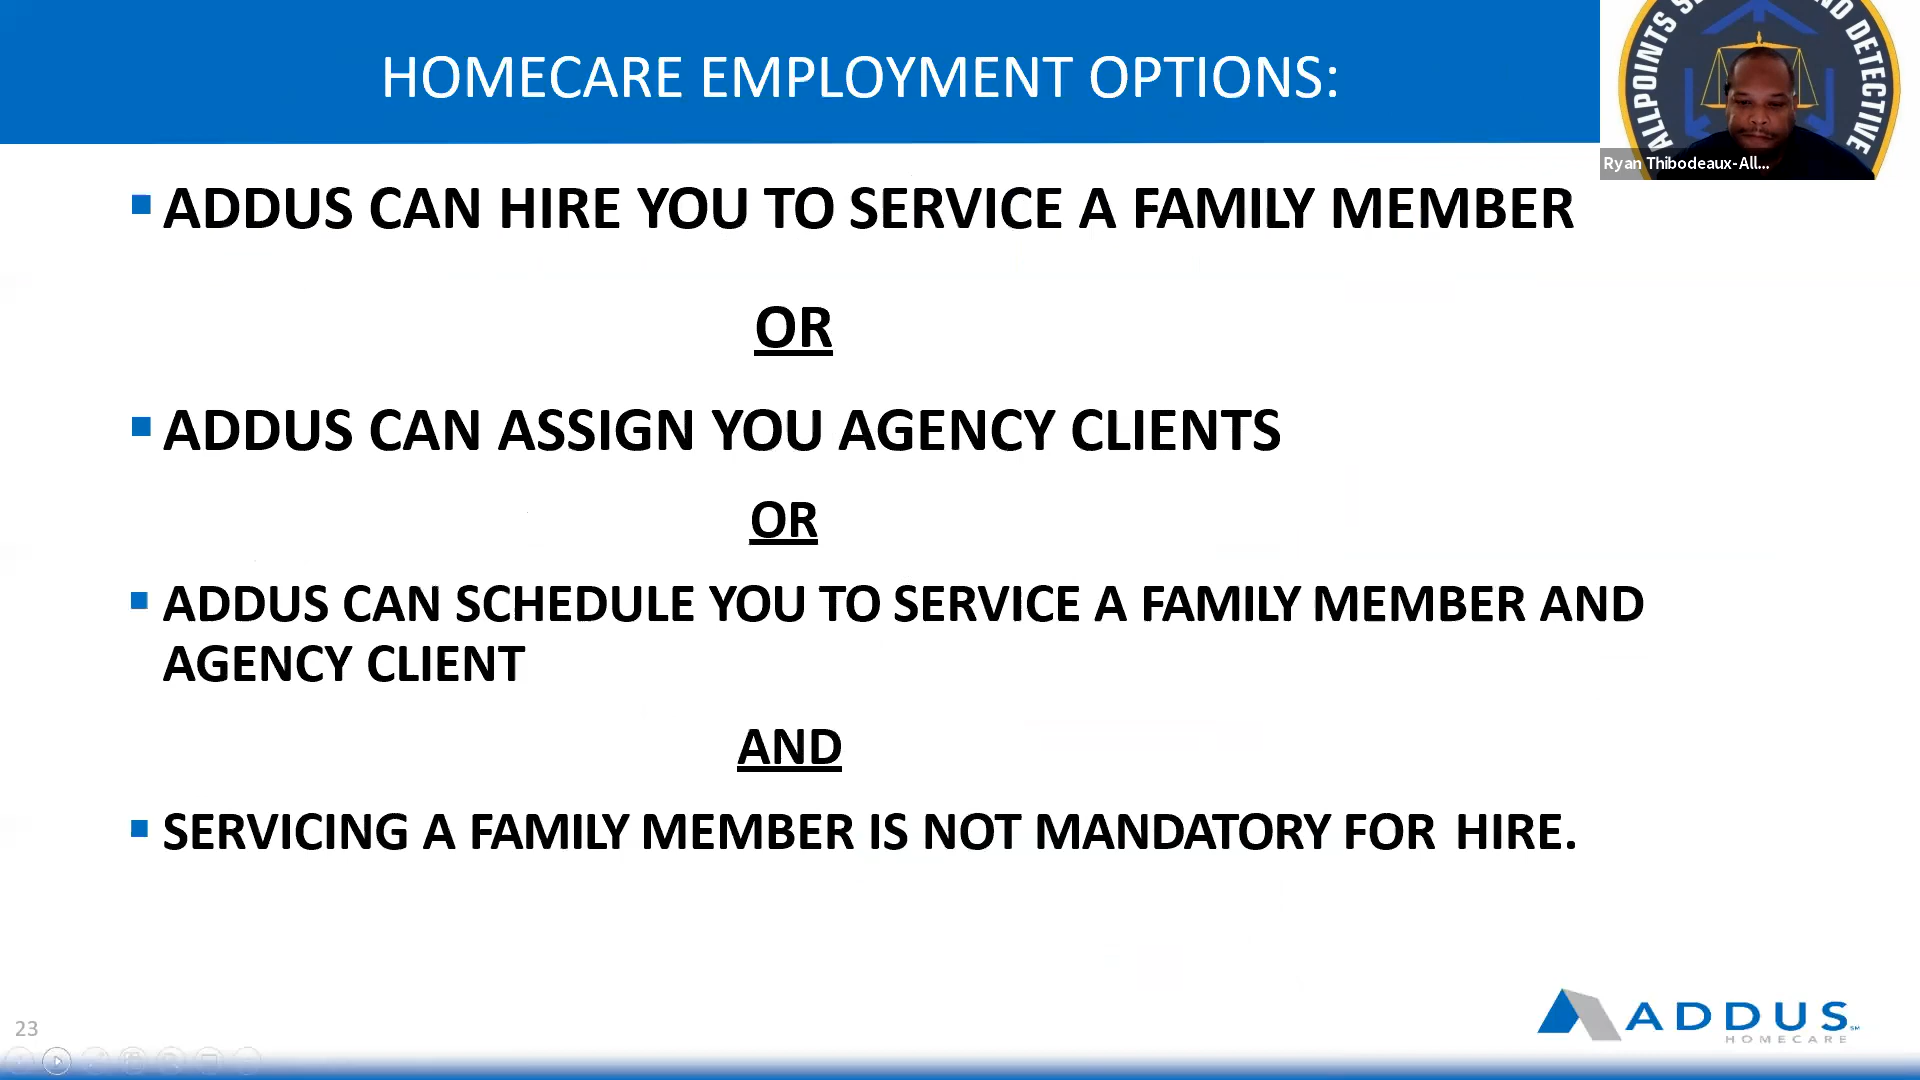 HOMECARE EMPLOYMENT OPTIONS:
ALLPOINTS
DETECTIVE
Ryan Thibodeaux-All...
▪ ADDUS CAN HIRE YOU TO SERVICE A FAMILY MEMBER
OR
▪ ADDUS CAN ASSIGN YOU AGENCY CLIENTS
OR
▪ ADDUS CAN SCHEDULE YOU TO SERVICE A FAMILY MEMBER AND
AGENCY CLIENT
AND
▪ SERVICING A FAMILY MEMBER IS NOT MANDATORY FOR HIRE.
23
ADDUS SM
HOMECARE